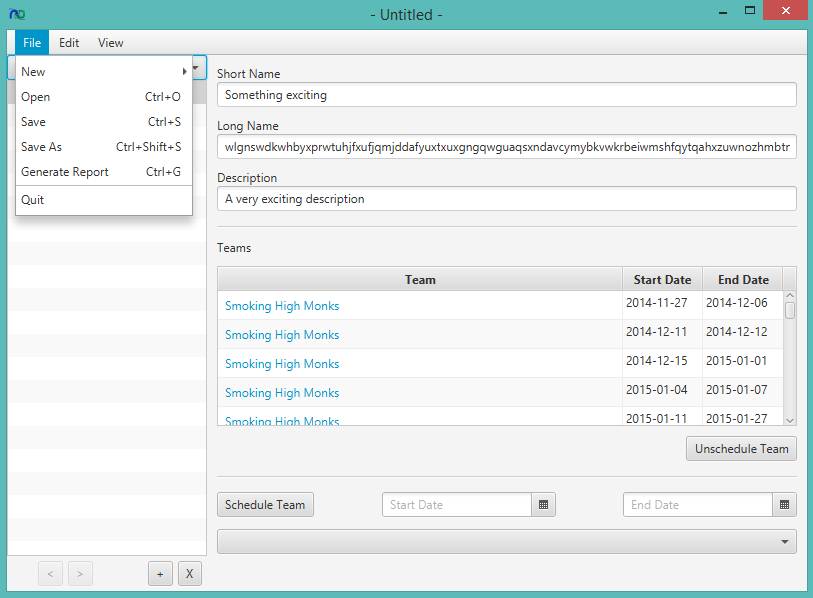 - Untitled -
File Edit View
New
Open Ctrl+O
Save Ctrl+S
Save As Ctrl+Shift+S
Generate Report Ctrl+G
Quit
Short Name
Something exciting
Long Name
wlgnswdkwhbyxprwtuhjfxufjqmjddafyuxtxuxgngqwguaqsxndavcymybkvwkrbeiwmshfqytqahxzuwnozhmbtr
Description
A very exciting description
Teams
Team Start Date End Date
Smoking High Monks 2014-11-27 2014-12-06
Smoking High Monks 2014-12-11 2014-12-12
Smoking High Monks 2014-12-15 2015-01-01
Smoking High Monks 2015-01-04 2015-01-07
Smoking High Monks 2015-01-11 2015-01-27
Unschedule Team
Schedule Team Start Date End Date
< > + X